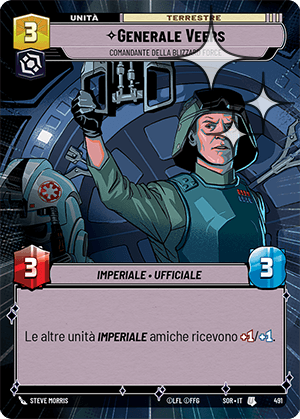 UNITÀ
TERRESTRE
3
Generale Veers
COMANDANTE DELLA BLIZZARD FORCE
3
3
IMPERIALE • UFFICIALE
Le altre unità IMPERIALE amiche ricevono +1/+1.
STEVE MORRIS
©LFL ©FFG
SOR • IT
U
491